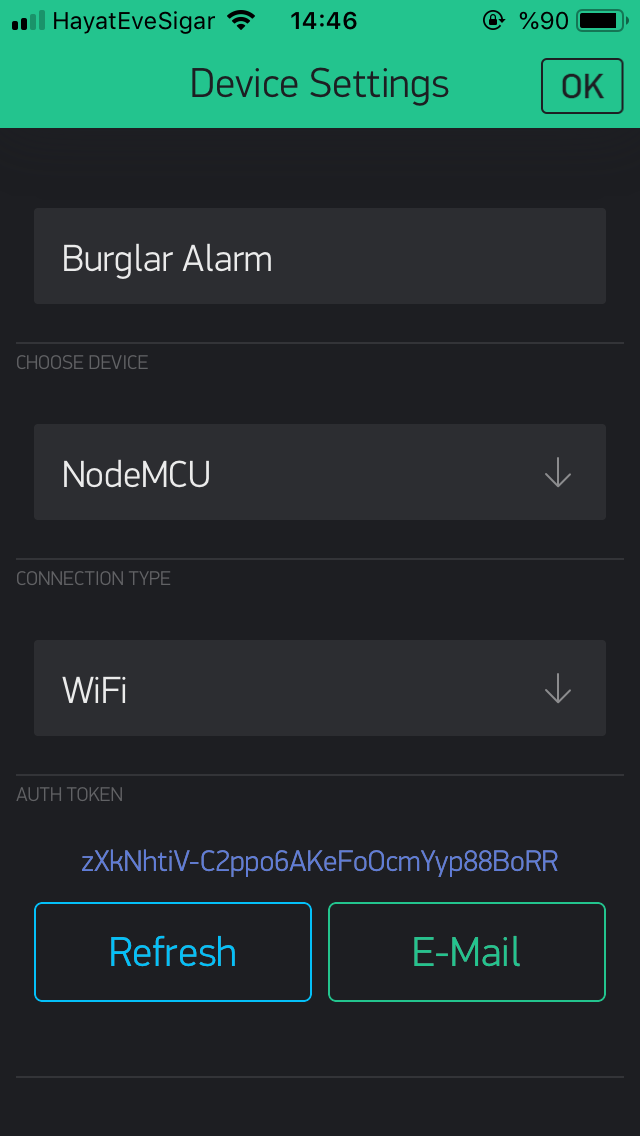 HayatEveSigar 14:46 %90
Device Settings
OK
Burglar Alarm
CHOOSE DEVICE
NodeMCU
CONNECTION TYPE
WiFi
AUTH TOKEN
zXkNhtiV-C2ppo6AKeFoOcmYyp88BoRR
Refresh
E-Mail